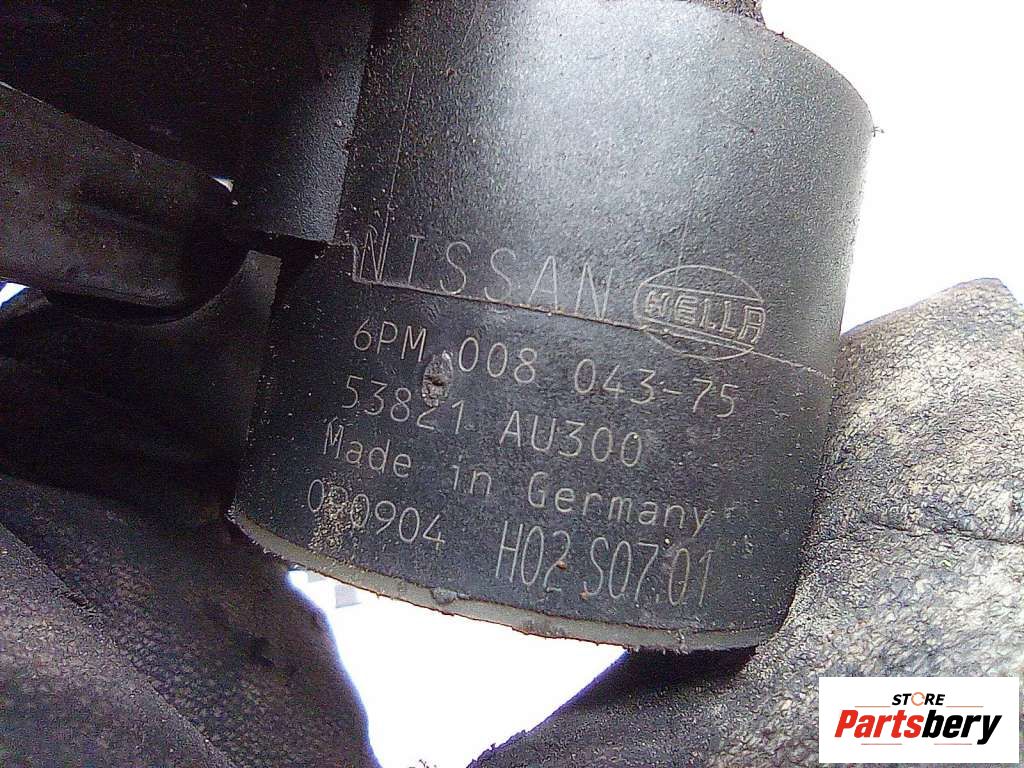 NISSAN HELLA
6PM 008 043-75
53821 AU300
Made in Germany
090904 H02 S07.01
STORE
Partsbery